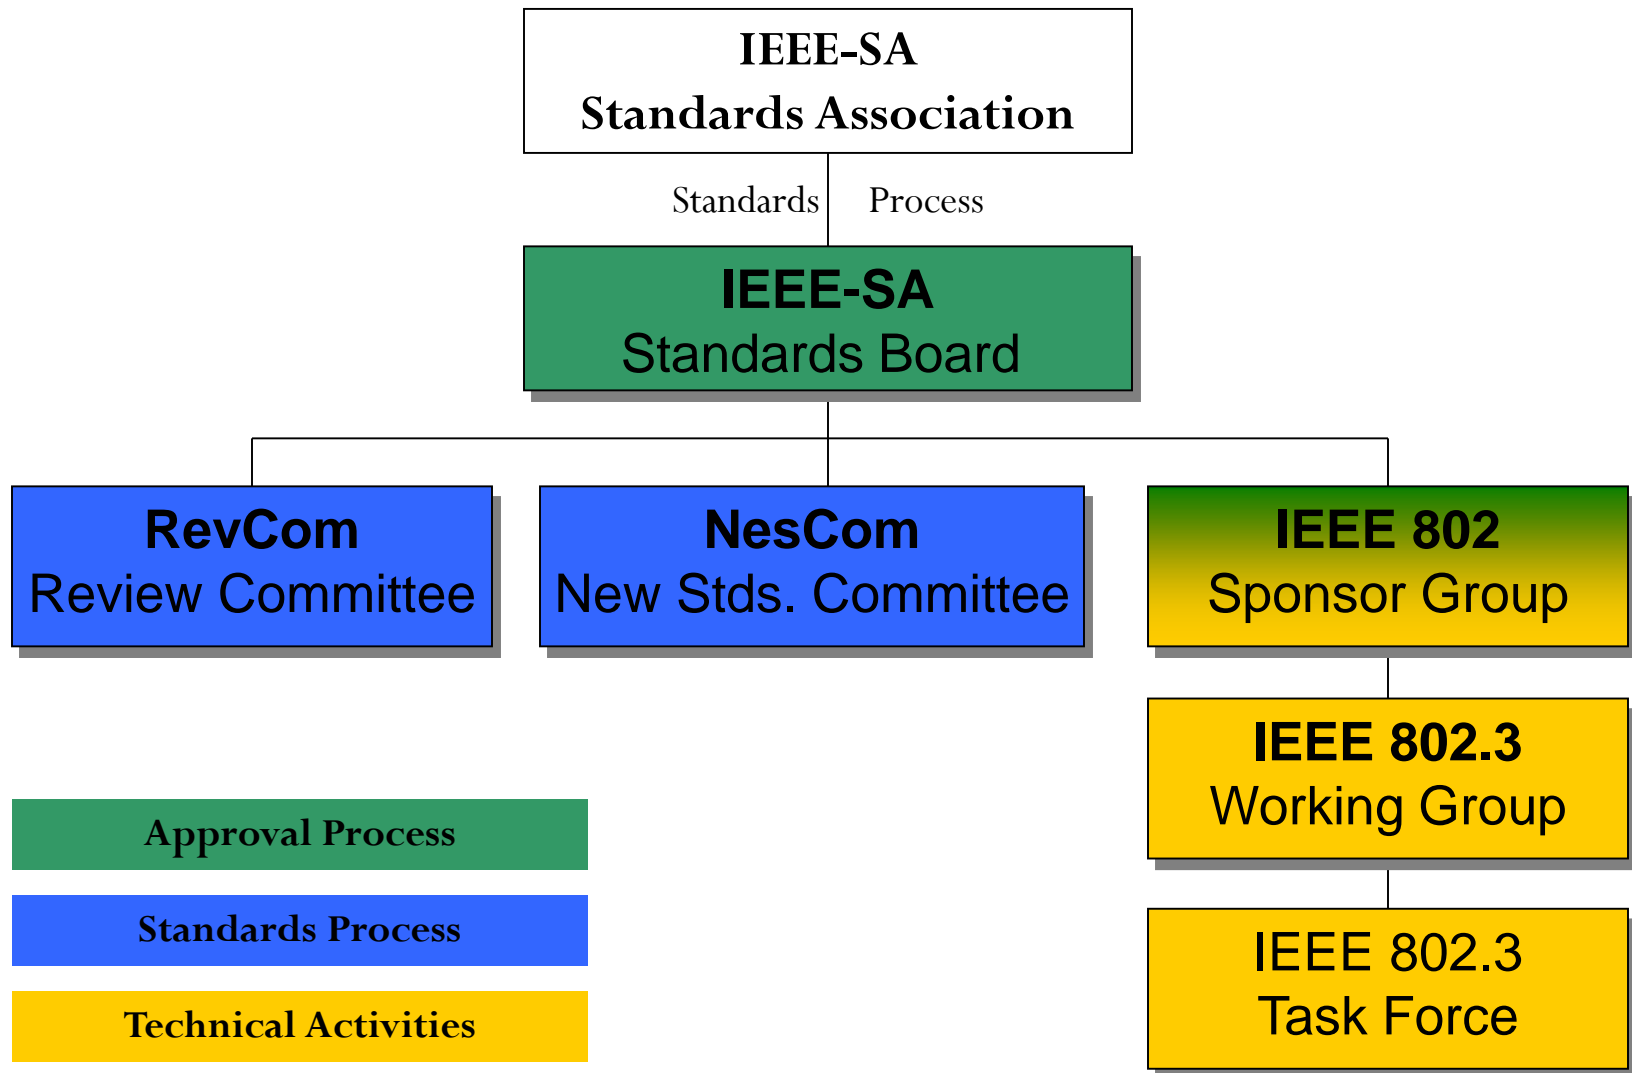 IEEE-SA
Standards Association
Standards Process
IEEE-SA
Standards Board
RevCom
Review Committee
NesCom
New Stds. Committee
IEEE 802
Sponsor Group
IEEE 802.3
Working Group
IEEE 802.3
Task Force
Approval Process
Standards Process
Technical Activities